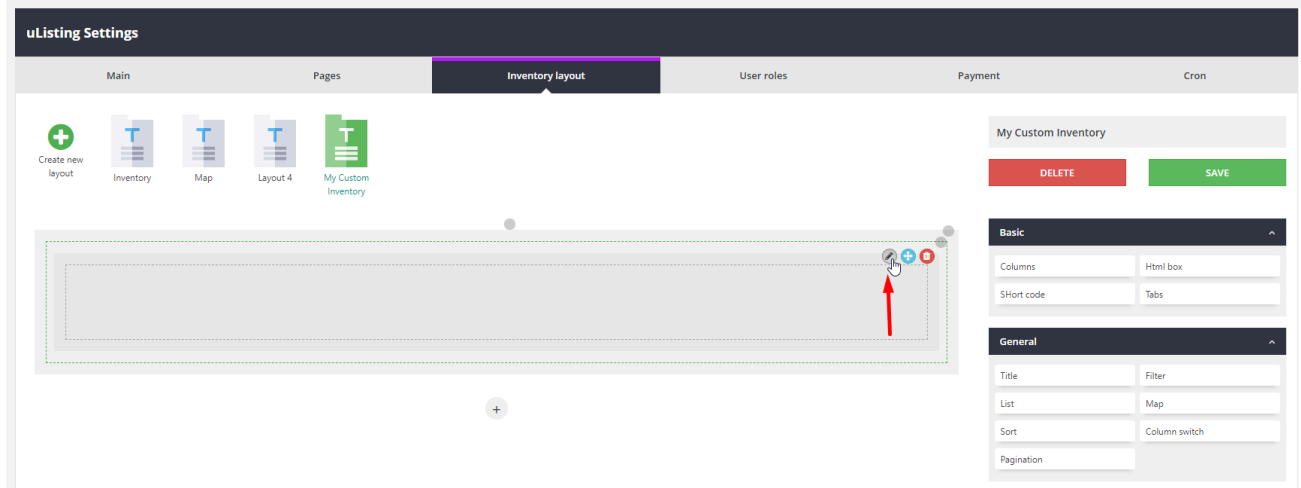 uListing Settings
Main Pages Inventory layout User roles Payment Cron
Create new
layout
Inventory
Map
Layout 4
My Custom
Inventory
My Custom Inventory
DELETE SAVE
Basic
Columns Html box
SHort code Tabs
General
Title Filter
List Map
Sort Column switch
Pagination